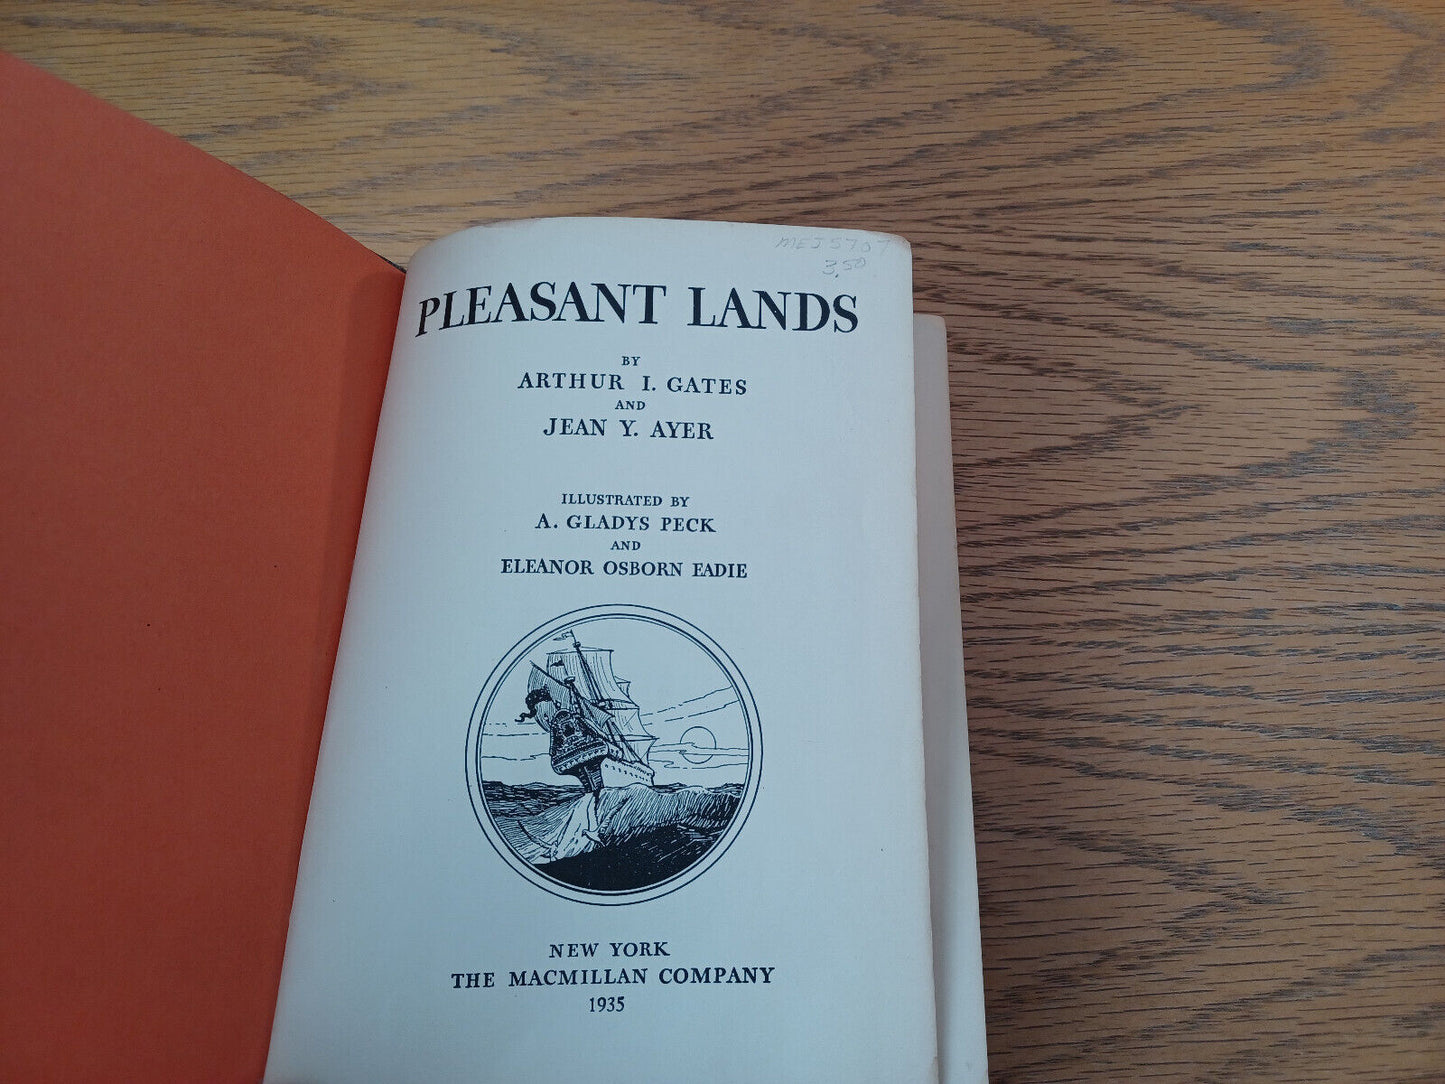 MEJ5707
3.50
PLEASANT LANDS
BY
ARTHUR I. GATES
AND
JEAN Y. AYER
ILLUSTRATED BY
A. GLADYS PECK
AND
ELEANOR OSBORN EADIE
NEW YORK
THE MACMILLAN COMPANY
1935